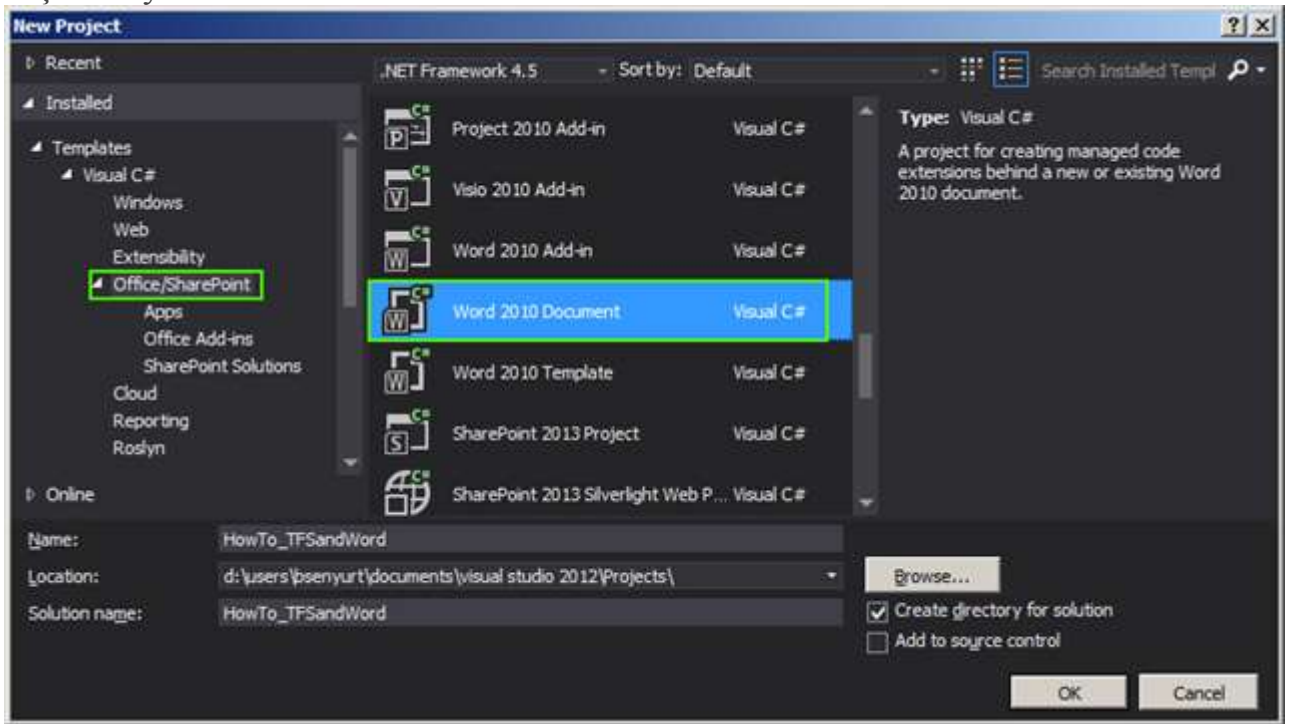 New Project
Recent
.NET Framework 4.5 Sort by: Default Search Installed Templ
Installed
Templates
Visual C#
Windows
Web
Extensibility
Office/SharePoint
Apps
Office Add-ins
SharePoint Solutions
Cloud
Reporting
Roslyn
Online
Project 2010 Add-in Visual C#
Visio 2010 Add-in Visual C#
Word 2010 Add-in Visual C#
Word 2010 Document Visual C#
Word 2010 Template Visual C#
SharePoint 2013 Project Visual C#
SharePoint 2013 Silverlight Web P... Visual C#
Type: Visual C#
A project for creating managed code
extensions behind a new or existing Word
2010 document.
Name: HowTo_TFSandWord
Location: d:\users\bsenyurt\documents\visual studio 2012\Projects\
Browse...
Solution name: HowTo_TFSandWord
Create directory for solution
Add to source control
OK Cancel